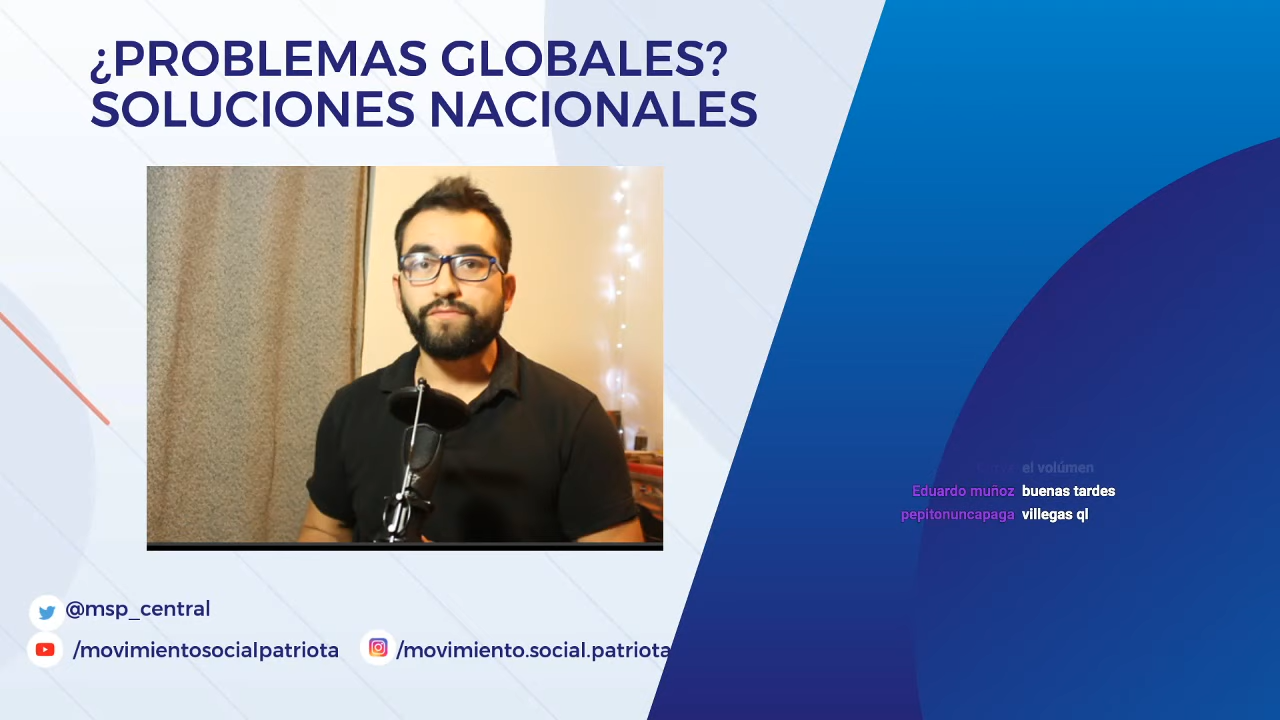 ¿PROBLEMAS GLOBALES?
SOLUCIONES NACIONALES
el volúmen
Eduardo muñoz buenas tardes
pepitonuncapaga villegas ql
@msp_central
/movimientosocialpatriota /movimiento.social.patriota